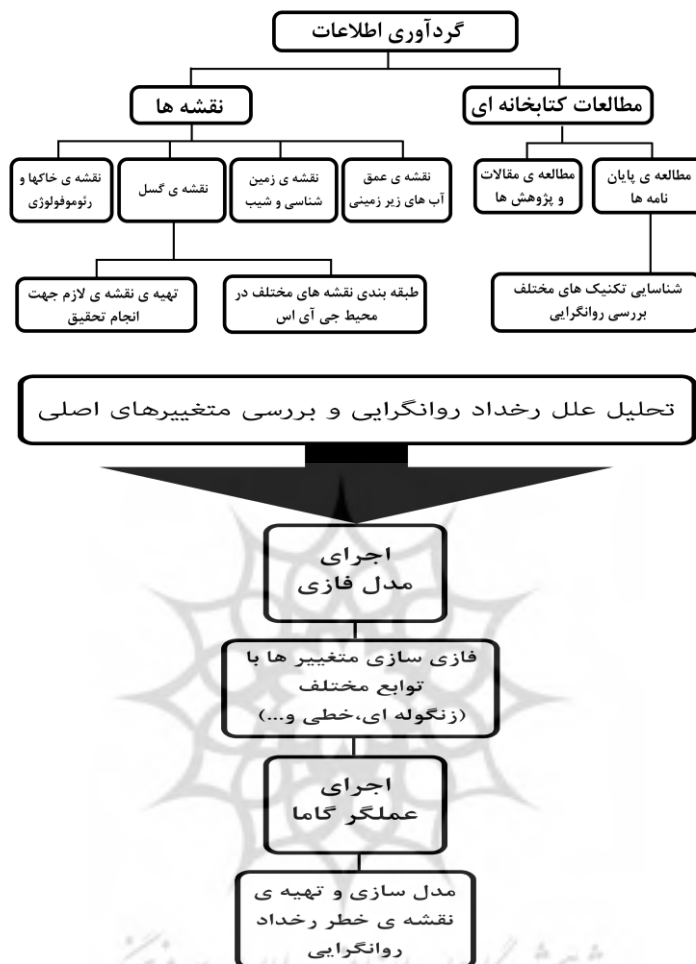 گردآوری اطلاعات
مطالعات کتابخانه ای
نقشه ها
مطالعه ی پایان
نامه ها
مطالعه ی مقالات
و پژوهش ها
نقشه ی عمق
آب های زیر زمینی
نقشه ی زمین
شناسی و شیب
نقشه ی گسل
نقشه ی خاکها و
رئوموفولوژی
شناسایی تکنیک های مختلف
بررسی روانگرایی
طبقه بندی نقشه های مختلف در
محیط جی آی اس
تهیه ی نقشه ی لازم جهت
انجام تحقیق
تحلیل علل رخداد روانگرایی و بررسی متغییرهای اصلی
اجرای
مدل فازی
فازی سازی متغییر ها با
توابع مختلف
(زنگوله ای،خطی و...)
اجرای
عملگر گاما
مدل سازی و تهیه ی
نقشه ی خطر رخداد
روانگرایی